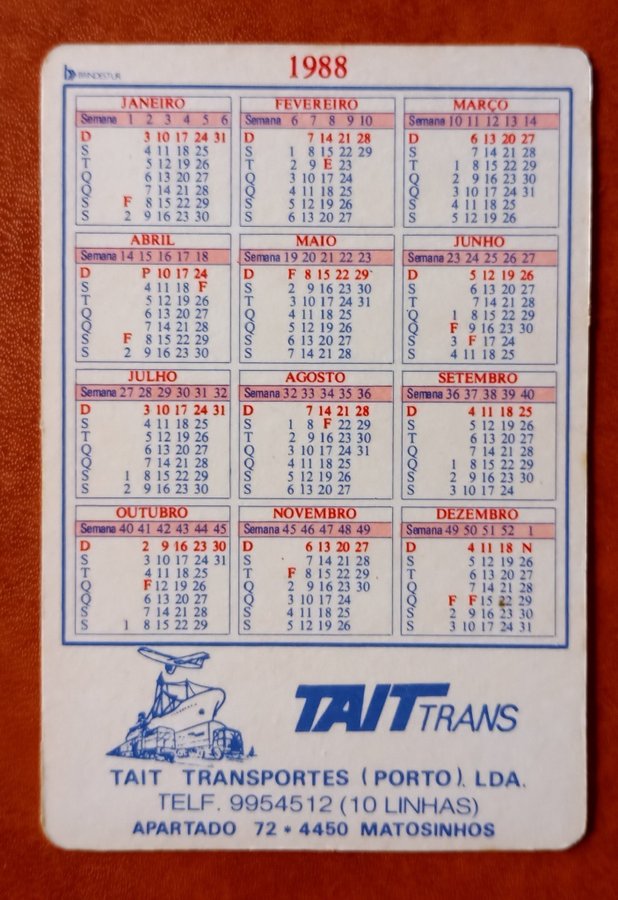 BANDEITUR
1988
JANEIRO FEVEREIRO MARÇO
Semana 1 2 3 4 5 6 Semana 6 7 8 9 10 Semana 10 11 12 13 14
D 3 10 17 24 31 D 7 14 21 28 D 6 13 20 27
S 4 11 18 25 S 1 8 15 22 29 S 7 14 21 28
T 5 12 19 26 T 2 9 E 23 T 1 8 15 22 29
Q 6 13 20 27 Q 3 10 17 24 Q 2 9 16 23 30
Q 7 14 21 28 Q 4 11 18 25 Q 3 10 17 24 31
S F 8 15 22 29 S 5 12 19 26 S 4 11 18 25
S 2 9 16 23 30 S 6 13 20 27 S 5 12 19 26
ABRIL MAIO JUNHO
Semana 14 15 16 17 18 Semana 19 20 21 22 23 Semana 23 24 25 26 27
D P 10 17 24 D F 8 15 22 29 D 5 12 19 26
S 4 11 18 F S 2 9 16 23 30 S 6 13 20 27
T 5 12 19 26 T 3 10 17 24 31 T 7 14 21 28
Q 6 13 20 27 Q 4 11 18 25 Q 1 8 15 22 29
Q 7 14 21 28 Q 5 12 19 26 Q F 9 16 23 30
S F 8 15 22 29 S 6 13 20 27 S 3 F 17 24
S 2 9 16 23 30 S 7 14 21 28 S 4 11 18 25
JULHO AGOSTO SETEMBRO
Semana 27 28 29 30 31 32 Semana 32 33 34 35 36 Semana 36 37 38 39 40
D 3 10 17 24 31 D 7 14 21 28 D 4 11 18 25
S 4 11 18 25 S 1 8 F 22 29 S 5 12 19 26
T 5 12 19 26 T 2 9 16 23 30 T 6 13 20 27
Q 6 13 20 27 Q 3 10 17 24 31 Q 7 14 21 28
Q 7 14 21 28 Q 4 11 18 25 Q 1 8 15 22 29
S 1 8 15 22 29 S 5 12 19 26 S 2 9 16 23 30
S 2 9 16 23 30 S 6 13 20 27 S 3 10 17 24
OUTUBRO NOVEMBRO DEZEMBRO
Semana 40 41 42 43 44 45 Semana 45 46 47 48 49 Semana 49 50 51 52 1
D 2 9 16 23 30 D 6 13 20 27 D 4 11 18 N
S 3 10 17 24 31 S 7 14 21 28 S 5 12 19 26
T 4 11 18 25 T F 8 15 22 29 T 6 13 20 27
Q F 12 19 26 Q 2 9 16 23 30 Q 7 14 21 28
Q 6 13 20 27 Q 3 10 17 24 Q F F 15 22 29
S 7 14 21 28 S 4 11 18 25 S 2 9 16 23 30
S 1 8 15 22 29 S 5 12 19 26 S 3 10 17 24 31
TAIT TRANS
TAIT TRANSPORTES (PORTO). LDA.
TELF. 9954512 (10 LINHAS)
APARTADO 72 * 4450 MATOSINHOS